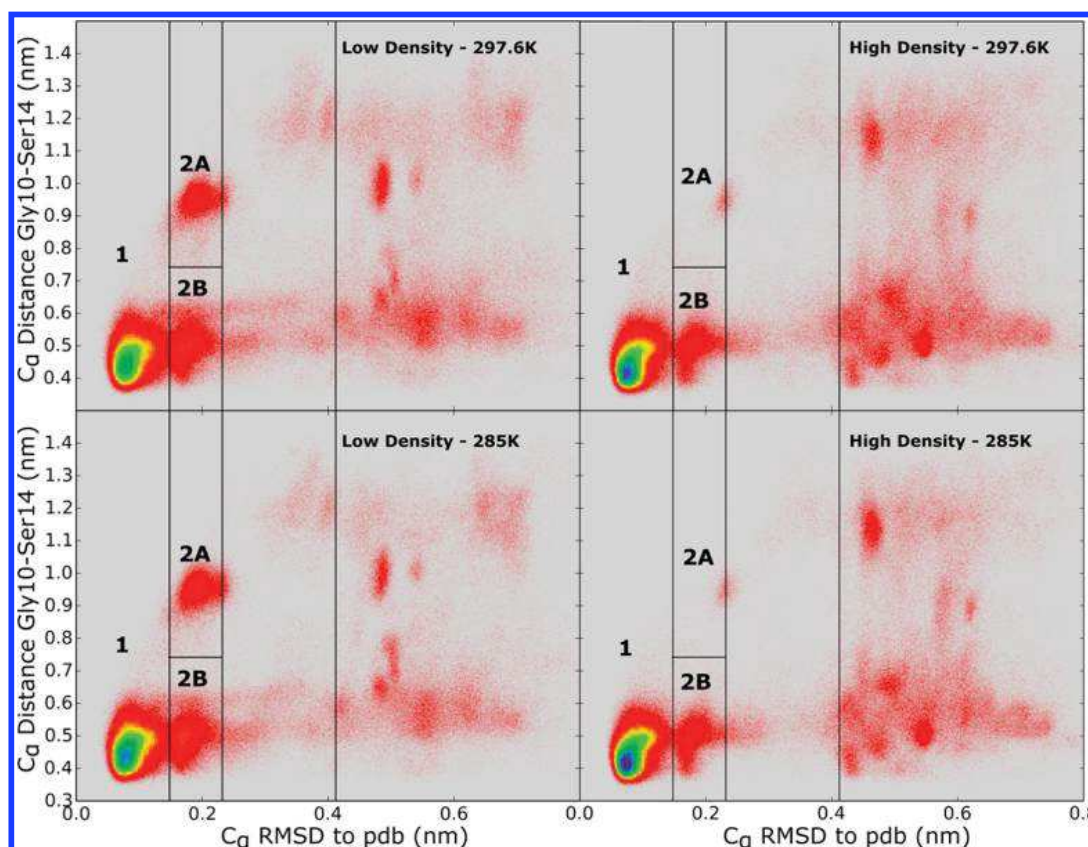 Low Density - 297.6K
High Density - 297.6K
Cα Distance Gly10-Ser14 (nm)
1.4
1.3
1.2
1.1
1.0
0.9
0.8
0.7
0.6
0.5
0.4
2A
1
2B
2A
1
2B
Low Density - 285K
High Density - 285K
Cα Distance Gly10-Ser14 (nm)
1.4
1.3
1.2
1.1
1.0
0.9
0.8
0.7
0.6
0.5
0.4
0.3
2A
1
2B
2A
1
2B
0.0 0.2 0.4 0.6 0.0 0.2 0.4 0.6 0.8
Cα RMSD to pdb (nm) Cα RMSD to pdb (nm)